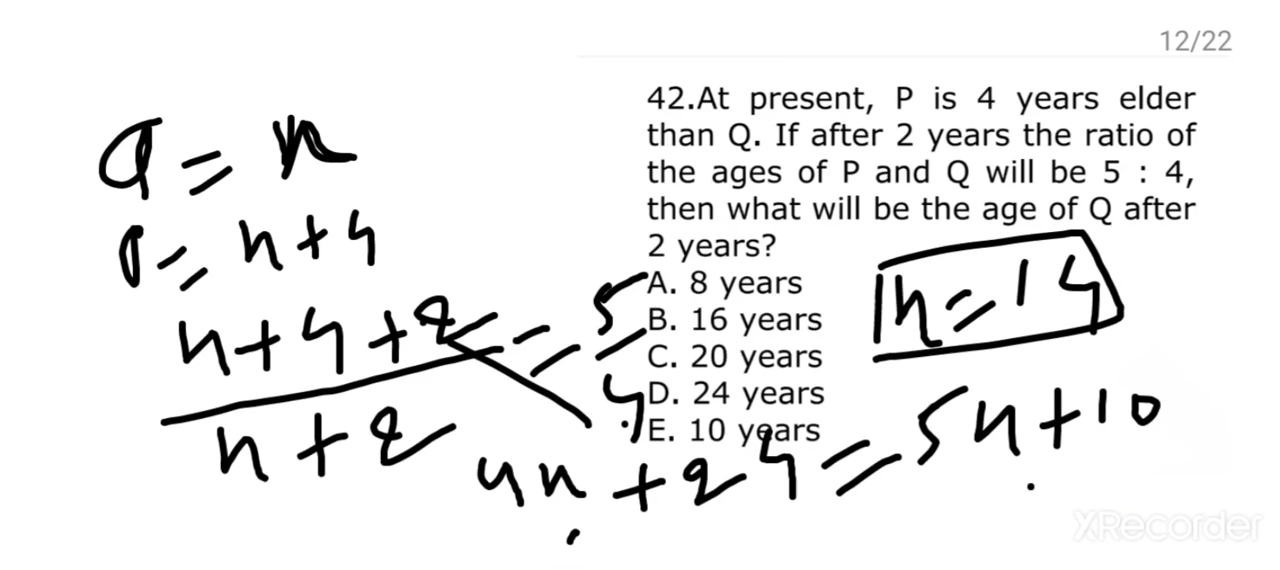 12/22
42.At present, P is 4 years elder
than Q. If after 2 years the ratio of
the ages of P and Q will be 5 : 4,
then what will be the age of Q after
2 years?
A. 8 years
B. 16 years
C. 20 years
D. 24 years
E. 10 years
Q = n
P = n+4
n+4+2 = 5
n+2 4
n=14
4n+24=5n+10
XRecorder